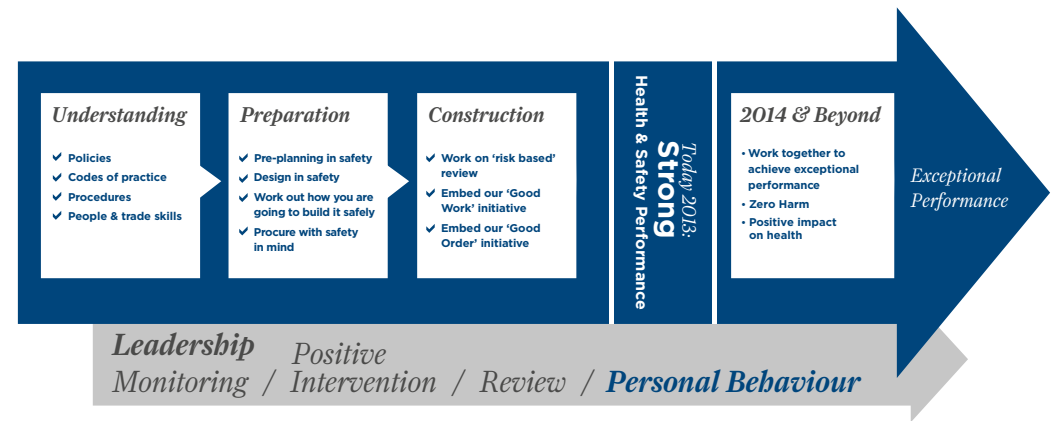 Understanding
Policies
Codes of practice
Procedures
People & trade skills
Preparation
Pre-planning in safety
Design in safety
Work out how you are
going to build it safely
Procure with safety
in mind
Construction
Work on ‘risk based’
review
Embed our ‘Good
Work’ initiative
Embed our ‘Good
Order’ initiative
Today 2013:
Strong
Health & Safety Performance
2014 & Beyond
• Work together to
achieve exceptional
performance
• Zero Harm
• Positive impact
on health
Exceptional
Performance
Leadership
Positive
Monitoring / Intervention / Review / Personal Behaviour